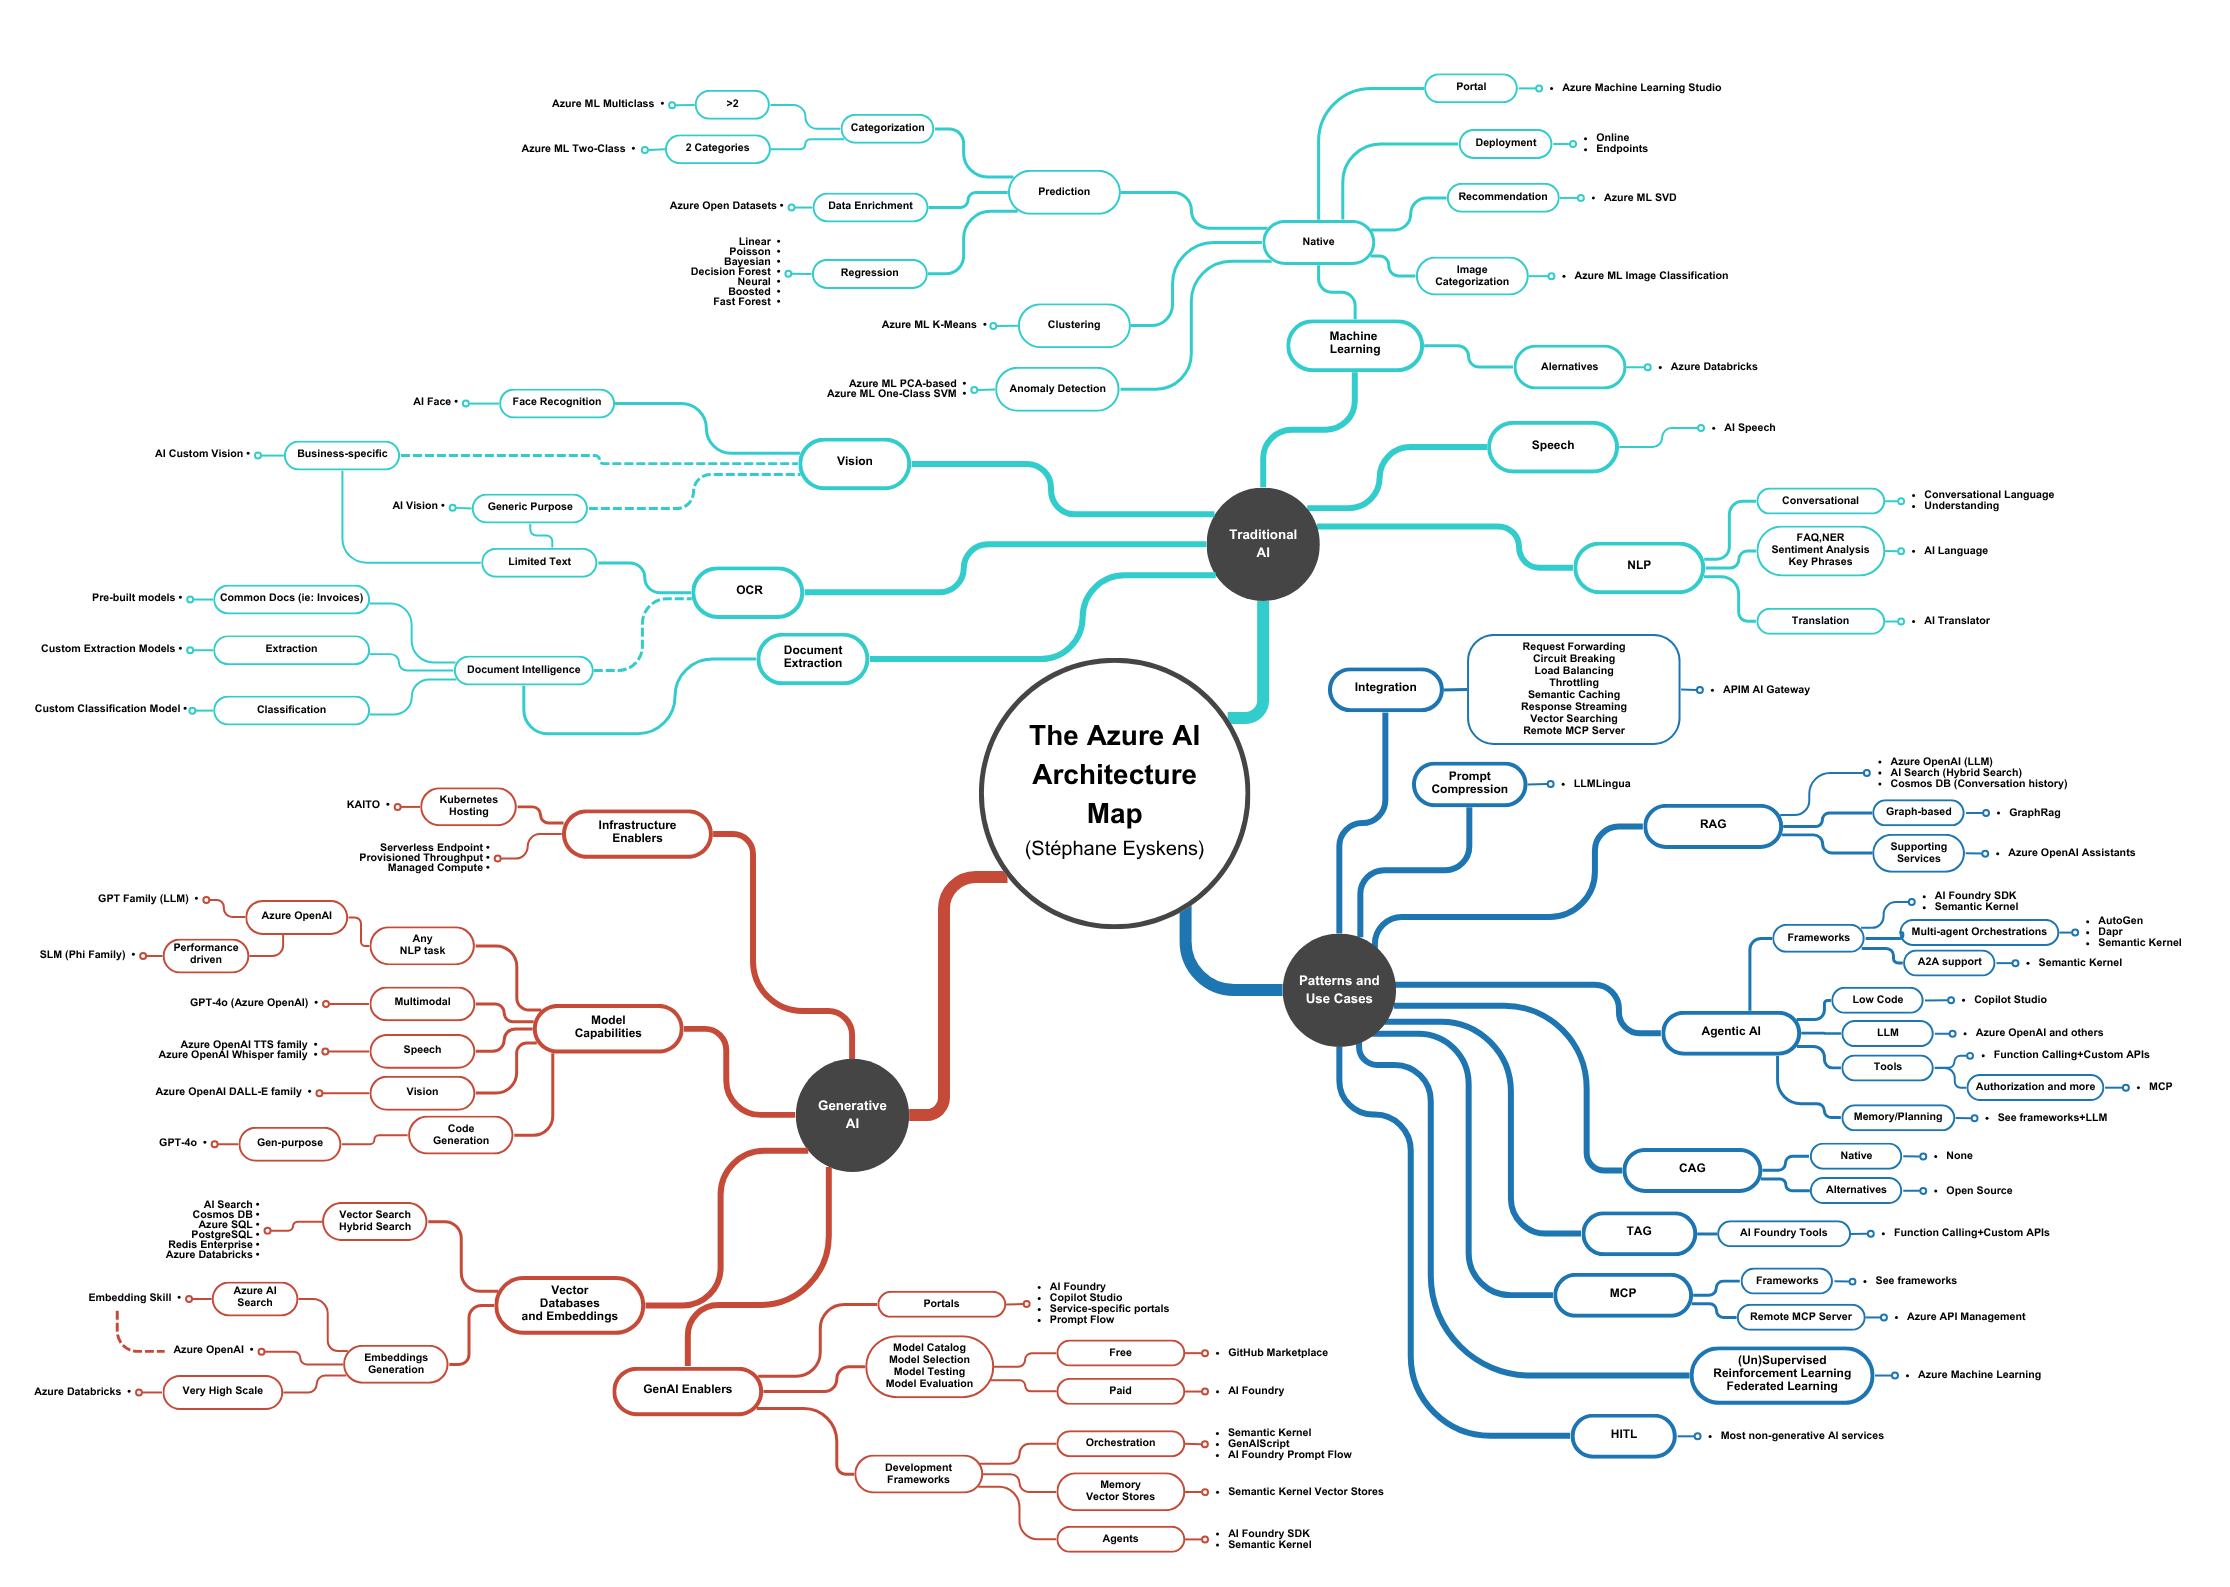 The Azure AI
Architecture
Map
(Stéphane Eyskens)
Traditional
AI
Machine
Learning
Native
Portal
• Azure Machine Learning Studio
Deployment
• Online
• Endpoints
Recommendation
• Azure ML SVD
Image
Categorization
• Azure ML Image Classification
Alernatives
• Azure Databricks
Prediction
Categorization
>2
Azure ML Multiclass •
2 Categories
Azure ML Two-Class •
Data Enrichment
Azure Open Datasets •
Regression
Linear •
Poisson •
Bayesian •
Decision Forest •
Neural •
Boosted •
Fast Forest •
Clustering
Azure ML K-Means •
Anomaly Detection
Azure ML PCA-based •
Azure ML One-Class SVM •
Speech
• AI Speech
NLP
Conversational
• Conversational Language
• Understanding
FAQ,NER
Sentiment Analysis
Key Phrases
• AI Language
Translation
• AI Translator
Vision
Face Recognition
AI Face •
Business-specific
AI Custom Vision •
Generic Purpose
AI Vision •
OCR
Limited Text
Document Intelligence
Common Docs (ie: Invoices)
Pre-built models •
Extraction
Custom Extraction Models •
Classification
Custom Classification Model •
Document
Extraction
Patterns and
Use Cases
Integration
Request Forwarding
Circuit Breaking
Load Balancing
Throttling
Semantic Caching
Response Streaming
Vector Searching
Remote MCP Server
• APIM AI Gateway
Prompt
Compression
• LLMLingua
RAG
• Azure OpenAI (LLM)
• AI Search (Hybrid Search)
• Cosmos DB (Conversation history)
Graph-based
• GraphRag
Supporting
Services
• Azure OpenAI Assistants
Agentic AI
Frameworks
• AI Foundry SDK
• Semantic Kernel
Multi-agent Orchestrations
• AutoGen
• Dapr
• Semantic Kernel
A2A support
• Semantic Kernel
Low Code
• Copilot Studio
LLM
• Azure OpenAI and others
Tools
• Function Calling+Custom APIs
Authorization and more
• MCP
Memory/Planning
• See frameworks+LLM
CAG
Native
• None
Alternatives
• Open Source
TAG
AI Foundry Tools
• Function Calling+Custom APIs
MCP
Frameworks
• See frameworks
Remote MCP Server
• Azure API Management
(Un)Supervised
Reinforcement Learning
Federated Learning
• Azure Machine Learning
HITL
• Most non-generative AI services
Generative
AI
Infrastructure
Enablers
Kubernetes
Hosting
KAITO •
Serverless Endpoint •
Provisioned Throughput •
Managed Compute •
Model
Capabilities
Any
NLP task
Azure OpenAI
GPT Family (LLM) •
Performance
driven
SLM (Phi Family) •
Multimodal
GPT-4o (Azure OpenAI) •
Speech
Azure OpenAI TTS family •
Azure OpenAI Whisper family •
Vision
Azure OpenAI DALL-E family •
Code
Generation
Gen-purpose
GPT-4o •
Vector
Databases
and Embeddings
Vector Search
Hybrid Search
AI Search •
Cosmos DB •
Azure SQL •
PostgreSQL •
Redis Enterprise •
Azure Databricks •
Embeddings
Generation
Azure AI
Search
Embedding Skill •
Azure OpenAI •
Very High Scale
Azure Databricks •
GenAI Enablers
Portals
• AI Foundry
• Copilot Studio
• Service-specific portals
• Prompt Flow
Model Catalog
Model Selection
Model Testing
Model Evaluation
Free
• GitHub Marketplace
Paid
• AI Foundry
Development
Frameworks
Orchestration
• Semantic Kernel
• GenAIScript
• AI Foundry Prompt Flow
Memory
Vector Stores
• Semantic Kernel Vector Stores
Agents
• AI Foundry SDK
• Semantic Kernel